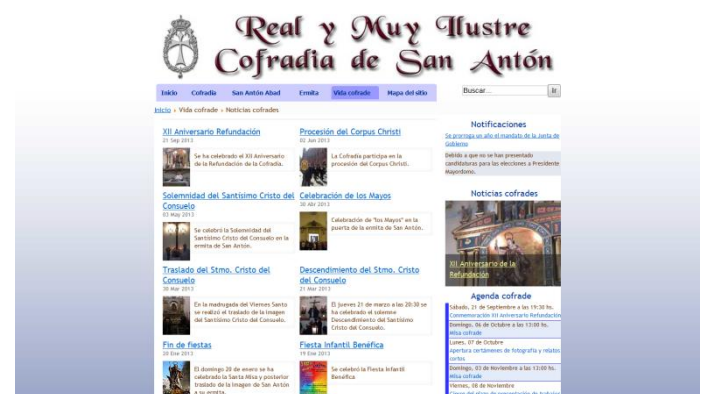 Real y Muy Ilustre
Cofradia de San Antón
Inicio Cofradía San Antón Abad Ermita Vida cofrade Mapa del sitio
Buscar... Ir
Inicio » Vida cofrade » Noticias cofrades
XII Aniversario Refundación
21 Sep 2013
Se ha celebrado el XII Aniversario
de la Refundación de la Cofradía.
Procesión del Corpus Christi
02 Jun 2013
La Cofradía participa en la
procesión del Corpus Christi.
Solemnidad del Santísimo Cristo del
Consuelo
03 May 2013
Se celebró la Solemnidad del
Santísimo Cristo del Consuelo en la
ermita de San Antón.
Celebración de los Mayos
30 Abr 2013
Celebración de "los Mayos" en la
puerta de la ermita de San Antón.
Traslado del Stmo. Cristo del
Consuelo
30 Mar 2013
En la madrugada del Viernes Santo
se realizó el traslado de la imagen
del Santísimo Cristo del Consuelo.
Descendimiento del Stmo. Cristo
del Consuelo
21 Mar 2013
El jueves 21 de marzo a las 20:30 se
ha celebrado el solemne
Descendimiento del Santísimo
Cristo del Consuelo.
Fin de fiestas
20 Ene 2013
El domingo 20 de enero se ha
celebrado la Santa Misa y posterior
traslado de la imagen de San Antón
a su ermita.
Fiesta Infantil Benéfica
19 Ene 2013
Se celebró la Fiesta Infantil
Benéfica.
Notificaciones
Se prorroga un año el mandato de la Junta de
Gobierno
Debido a que no se han presentado
candidaturas para las elecciones a Presidente
Mayordomo.
Noticias cofrades
XII Aniversario de la
Refundación
Agenda cofrade
Sábado, 21 de Septiembre a las 19:30 hs.
Conmemoración XII Aniversario Refundación
Domingo, 06 de Octubre a las 13:00 hs.
Misa cofrade
Lunes, 07 de Octubre
Apertura certámenes de fotografía y relatos
cortos
Domingo, 03 de Noviembre a las 13:00 hs.
Misa cofrade
Viernes, 08 de Noviembre